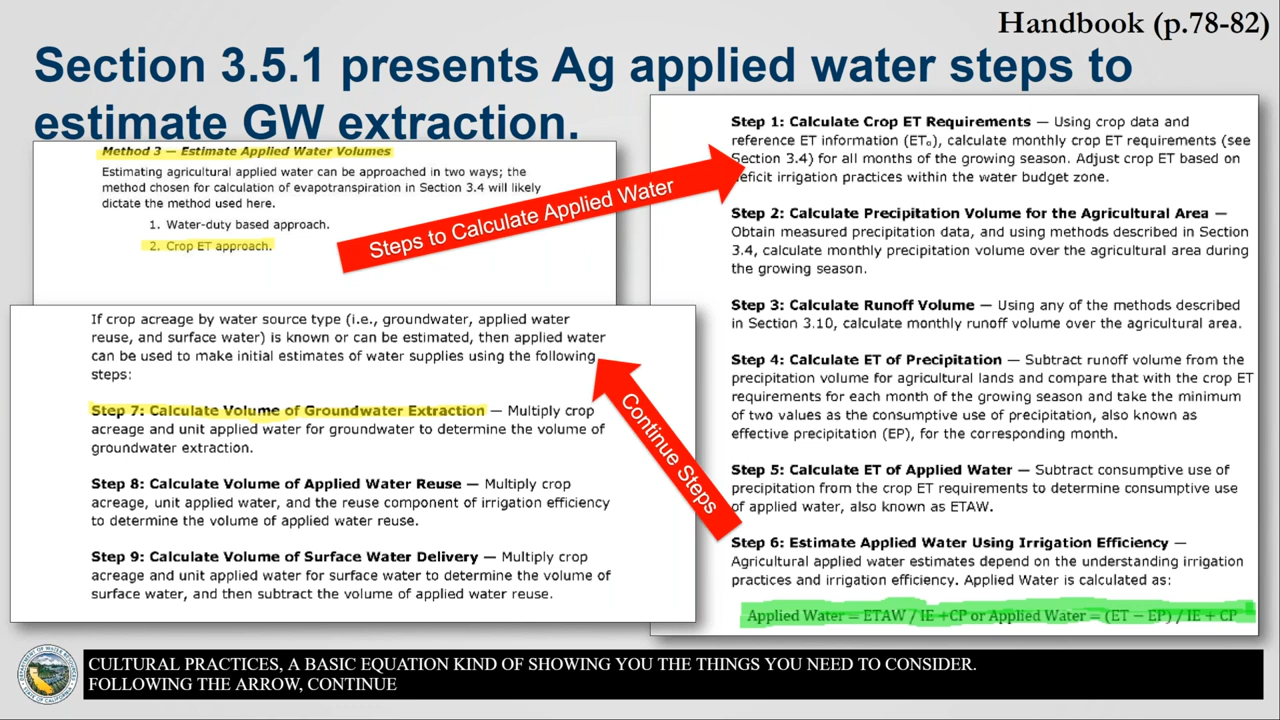 Handbook (p.78-82)
Section 3.5.1 presents Ag applied water steps to
estimate GW extraction.
Method 3 — Estimate Applied Water Volumes
Estimating agricultural applied water can be approached in two ways; the
method chosen for calculation of evapotranspiration in Section 3.4 will likely
dictate the method used here.
1. Water-duty based approach.
2. Crop ET approach.
Steps to Calculate Applied Water
Step 1: Calculate Crop ET Requirements — Using crop data and
reference ET information (ETₒ), calculate monthly crop ET requirements (see
Section 3.4) for all months of the growing season. Adjust crop ET based on
deficit irrigation practices within the water budget zone.
Step 2: Calculate Precipitation Volume for the Agricultural Area —
Obtain measured precipitation data, and using methods described in Section
3.4, calculate monthly precipitation volume over the agricultural area during
the growing season.
Step 3: Calculate Runoff Volume — Using any of the methods described
in Section 3.10, calculate monthly runoff volume over the agricultural area.
Step 4: Calculate ET of Precipitation — Subtract runoff volume from the
precipitation volume for agricultural lands and compare that with the crop ET
requirements for each month of the growing season and take the minimum
of two values as the consumptive use of precipitation, also known as
effective precipitation (EP), for the corresponding month.
Step 5: Calculate ET of Applied Water — Subtract consumptive use of
precipitation from the crop ET requirements to determine consumptive use
of applied water, also known as ETAW.
Step 6: Estimate Applied Water Using Irrigation Efficiency —
Agricultural applied water estimates depend on the understanding irrigation
practices and irrigation efficiency. Applied Water is calculated as:
Applied Water = ETAW / IE +CP or Applied Water = (ET − EP) / IE + CP
Continue Steps
If crop acreage by water source type (i.e., groundwater, applied water
reuse, and surface water) is known or can be estimated, then applied water
can be used to make initial estimates of water supplies using the following
steps:
Step 7: Calculate Volume of Groundwater Extraction — Multiply crop
acreage and unit applied water for groundwater to determine the volume of
groundwater extraction.
Step 8: Calculate Volume of Applied Water Reuse — Multiply crop
acreage, unit applied water, and the reuse component of irrigation efficiency
to determine the volume of applied water reuse.
Step 9: Calculate Volume of Surface Water Delivery — Multiply crop
acreage and unit applied water for surface water to determine the volume of
surface water, and then subtract the volume of applied water reuse.
CULTURAL PRACTICES, A BASIC EQUATION KIND OF SHOWING YOU THE THINGS YOU NEED TO CONSIDER.
FOLLOWING THE ARROW, CONTINUE